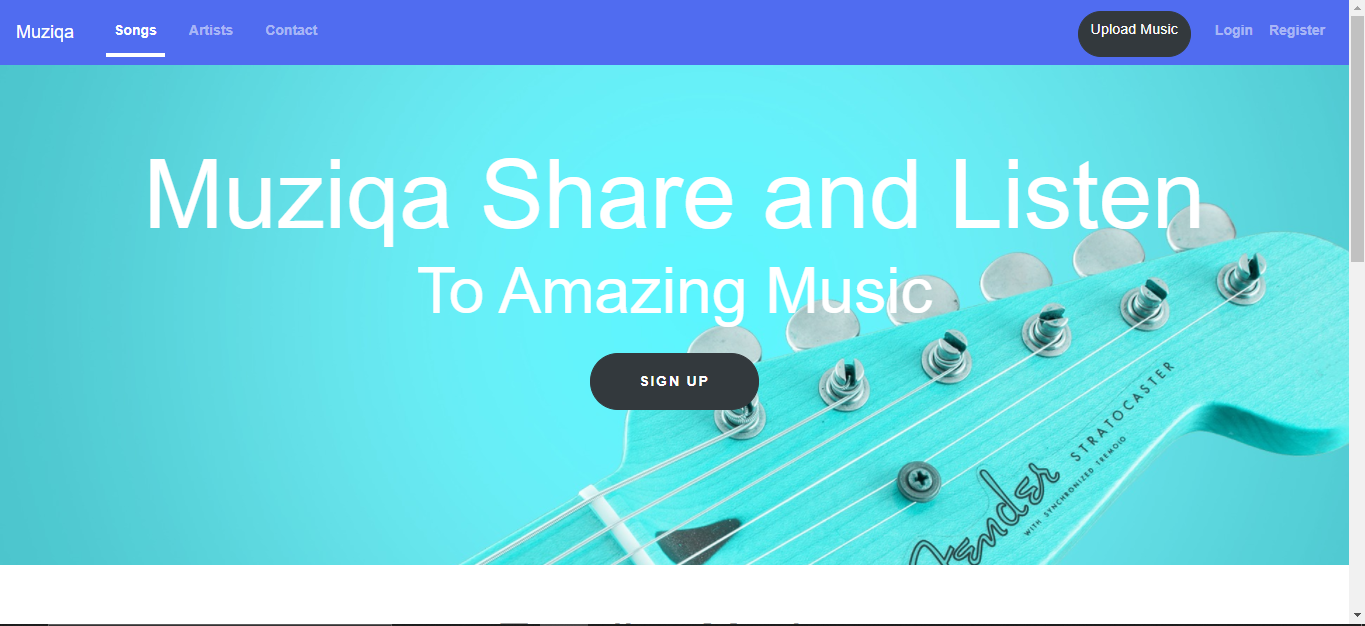 Muziqa Songs Artists Contact Upload Music Login Register
Muziqa Share and Listen
To Amazing Music
SIGN UP
Fender
STRATOCASTER
WITH SYNCHRONIZED TREMOLO